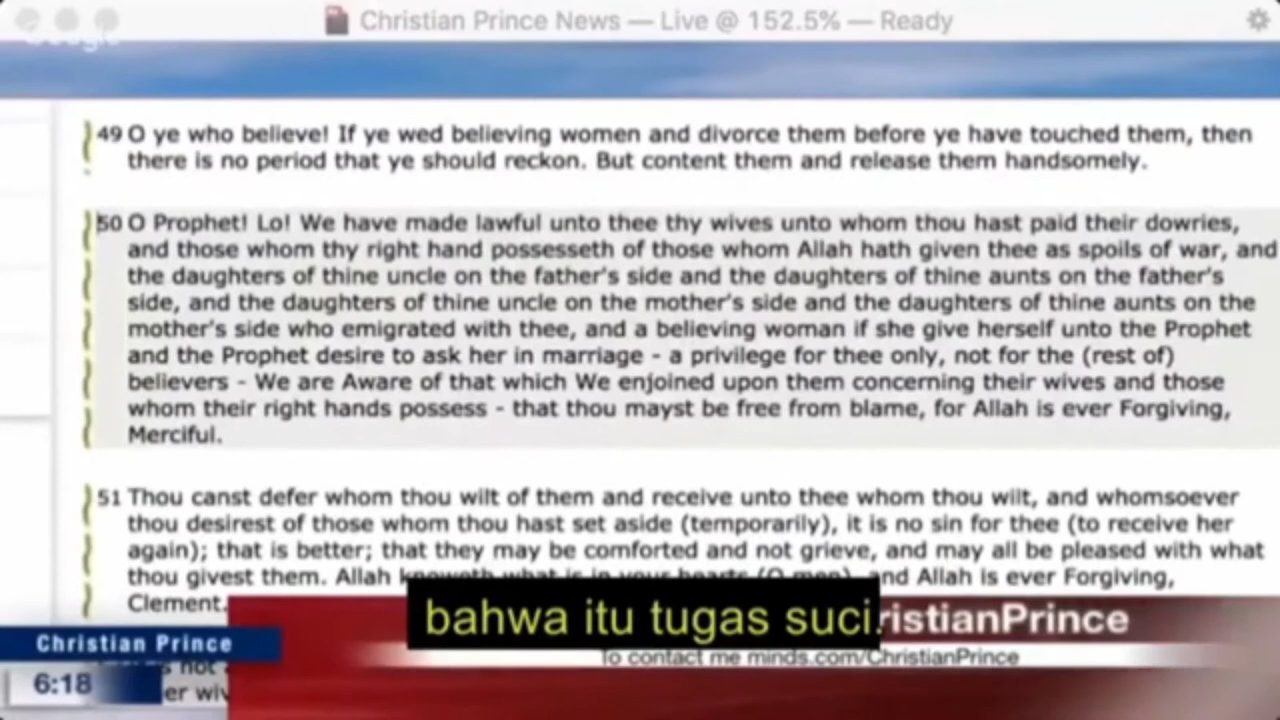 Christian Prince News — Live @ 152.5% — Ready
Google
49 O ye who believe! If ye wed believing women and divorce them before ye have touched them, then
there is no period that ye should reckon. But content them and release them handsomely.
50 O Prophet! Lo! We have made lawful unto thee thy wives unto whom thou hast paid their dowries,
and those whom thy right hand possesseth of those whom Allah hath given thee as spoils of war, and
the daughters of thine uncle on the father's side and the daughters of thine aunts on the father's
side, and the daughters of thine uncle on the mother's side and the daughters of thine aunts on the
mother's side who emigrated with thee, and a believing woman if she give herself unto the Prophet
and the Prophet desire to ask her in marriage - a privilege for thee only, not for the (rest of)
believers - We are Aware of that which We enjoined upon them concerning their wives and those
whom their right hands possess - that thou mayst be free from blame, for Allah is ever Forgiving,
Merciful.
51 Thou canst defer whom thou wilt of them and receive unto thee whom thou wilt, and whomsoever
thou desirest of those whom thou hast set aside (temporarily), it is no sin for thee (to receive her
again); that is better; that they may be comforted and not grieve, and may all be pleased with what
thou givest them. Allah knoweth what is in your hearts (O men), and Allah is ever Forgiving,
Clement.
bahwa itu tugas suci.
ristianPrince
Christian Prince
To contact me minds.com/ChristianPrince
not
6:18
er wiv